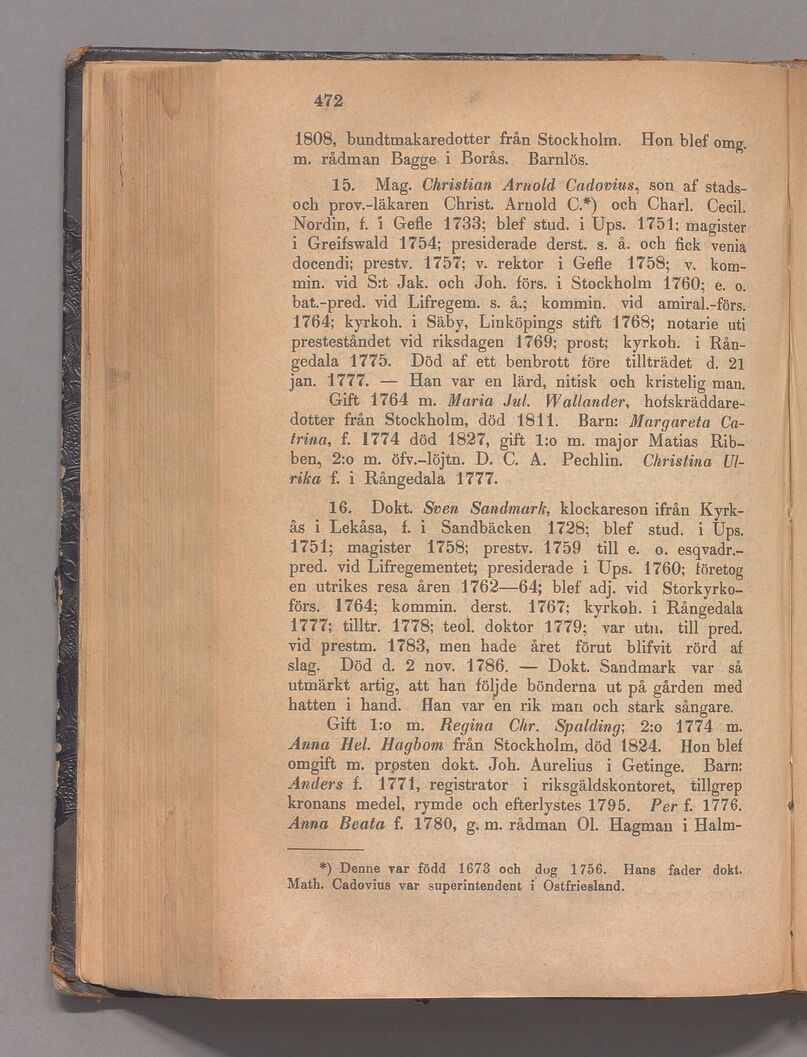 472
1808, bundtmakaredotter från Stockholm. Hon blef omg.
m. rådman Bagge i Borås. Barnlös.
15. Mag. Christian Arnold Cadovius, son af stads-
och prov.-läkaren Christ. Arnold C.*) och Charl. Cecil.
Nordin, f. i Gefle 1733; blef stud. i Ups. 1751; magister
i Greifswald 1754; presiderade derst. s. å. och fick venia
docendi; prestv. 1757; v. rektor i Gefle 1758; v. kom-
min. vid S:t Jak. och Joh. förs. i Stockholm 1760; e. o.
bat.-pred. vid Lifregem. s. å.; kommin. vid amiral.-förs.
1764; kyrkoh. i Säby, Linköpings stift 1768; notarie uti
presteståndet vid riksdagen 1769; prost; kyrkoh. i Rån-
gedala 1775. Död af ett benbrott före tillträdet d. 21
jan. 1777. — Han var en lärd, nitisk och kristelig man.
Gift 1764 m. Maria Jul. Wallander, hofskräddare-
dotter från Stockholm, död 1811. Barn: Margareta Ca-
trina, f. 1774 död 1827, gift 1:o m. major Matias Rib-
ben, 2:o m. öfv.-löjtn. D. C. A. Pechlin. Christina Ul-
rika f. i Rångedala 1777.
16. Dokt. Sven Sandmark, klockareson ifrån Kyrk-
ås i Lekåsa, f. i Sandbäcken 1728; blef stud. i Ups.
1751; magister 1758; prestv. 1759 till e. o. esqvadr.-
pred. vid Lifregementet; presiderade i Ups. 1760; företog
en utrikes resa åren 1762—64; blef adj. vid Storkyrko-
förs. 1764; kommin. derst. 1767; kyrkoh. i Rångedala
1777; tilltr. 1778; teol. doktor 1779; var utn. till pred.
vid prestm. 1783, men hade året förut blifvit rörd af
slag. Död d. 2 nov. 1786. — Dokt. Sandmark var så
utmärkt artig, att han följde bönderna ut på gården med
hatten i hand. Han var en rik man och stark sångare.
Gift 1:o m. Regina Chr. Spalding; 2:o 1774 m.
Anna Hel. Hagbom från Stockholm, död 1824. Hon blef
omgift m. prosten dokt. Joh. Aurelius i Getinge. Barn:
Anders f. 1771, registrator i riksgäldskontoret, tillgrep
kronans medel, rymde och efterlystes 1795. Per f. 1776.
Anna Beata f. 1780, g. m. rådman Ol. Hagman i Halm-
*) Denne var född 1673 och dog 1756. Hans fader dokt.
Math. Cadovius var superintendent i Ostfriesland.